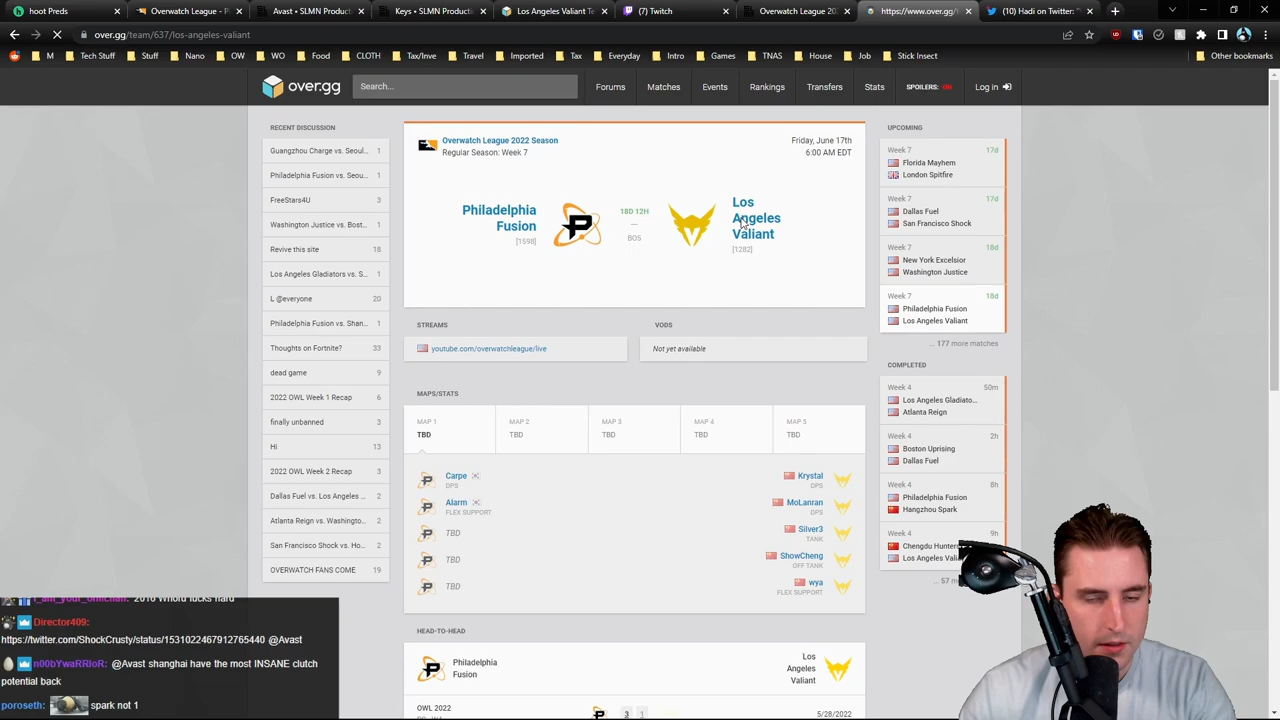 hoot Preds
Overwatch League - P
Avast • SLMN Produc
Keys • SLMN Product
Los Angeles Valiant Te
(7) Twitch
Overwatch League 202
https://www.over.gg/m
(10) Hadi on Twitter:
over.gg/team/637/los-angeles-valiant
M
Tech Stuff
Stuff
Nano
OW
WO
Food
CLOTH
Tax/Inve
Travel
Imported
Tax
Everyday
Intro
Games
TNAS
House
Job
Stick Insect
Other bookmarks
over.gg
Search...
Forums
Matches
Events
Rankings
Transfers
Stats
SPOILERS: ON
Log in
RECENT DISCUSSION
Guangzhou Charge vs. Seoul... 1
Philadelphia Fusion vs. Seou... 1
FreeStars4U 3
Washington Justice vs. Bost... 1
Revive this site 18
Los Angeles Gladiators vs. S... 1
L @everyone 20
Philadelphia Fusion vs. Shan... 1
Thoughts on Fortnite? 33
dead game 9
2022 OWL Week 1 Recap 6
finally unbanned 3
Hi 13
2022 OWL Week 2 Recap 3
Dallas Fuel vs. Los Angeles ... 2
Atlanta Reign vs. Washingto... 2
San Francisco Shock vs. Ho... 2
OVERWATCH FANS COME 19
Overwatch League 2022 Season
Regular Season: Week 7
Friday, June 17th
6:00 AM EDT
Philadelphia
Fusion
[1598]
18D 12H
—
BO5
Los
Angeles
Valiant
[1282]
STREAMS
youtube.com/overwatchleague/live
VODS
Not yet available
MAPS/STATS
MAP 1
TBD
MAP 2
TBD
MAP 3
TBD
MAP 4
TBD
MAP 5
TBD
Carpe
DPS
Krystal
DPS
Alarm
FLEX SUPPORT
MoLanran
DPS
TBD
Silver3
TANK
TBD
ShowCheng
OFF TANK
TBD
wya
FLEX SUPPORT
HEAD-TO-HEAD
Philadelphia
Fusion
Los
Angeles
Valiant
OWL 2022
3 1
5/28/2022
UPCOMING
Week 7 17d
Florida Mayhem
London Spitfire
Week 7 17d
Dallas Fuel
San Francisco Shock
Week 7 18d
New York Excelsior
Washington Justice
Week 7 18d
Philadelphia Fusion
Los Angeles Valiant
... 177 more matches
COMPLETED
Week 4 50m
Los Angeles Gladiato...
Atlanta Reign
Week 4 2h
Boston Uprising
Dallas Fuel
Week 4 8h
Philadelphia Fusion
Hangzhou Spark
Week 4 9h
Chengdu Hunter
Los Angeles Vali
... 57 m
Director409:
https://twitter.com/ShockCrusty/status/1531022467912765440 @Avast
n00bYwaRRIoR: @Avast shanghai have the most INSANE clutch
potential back
poroseth: spark not 1